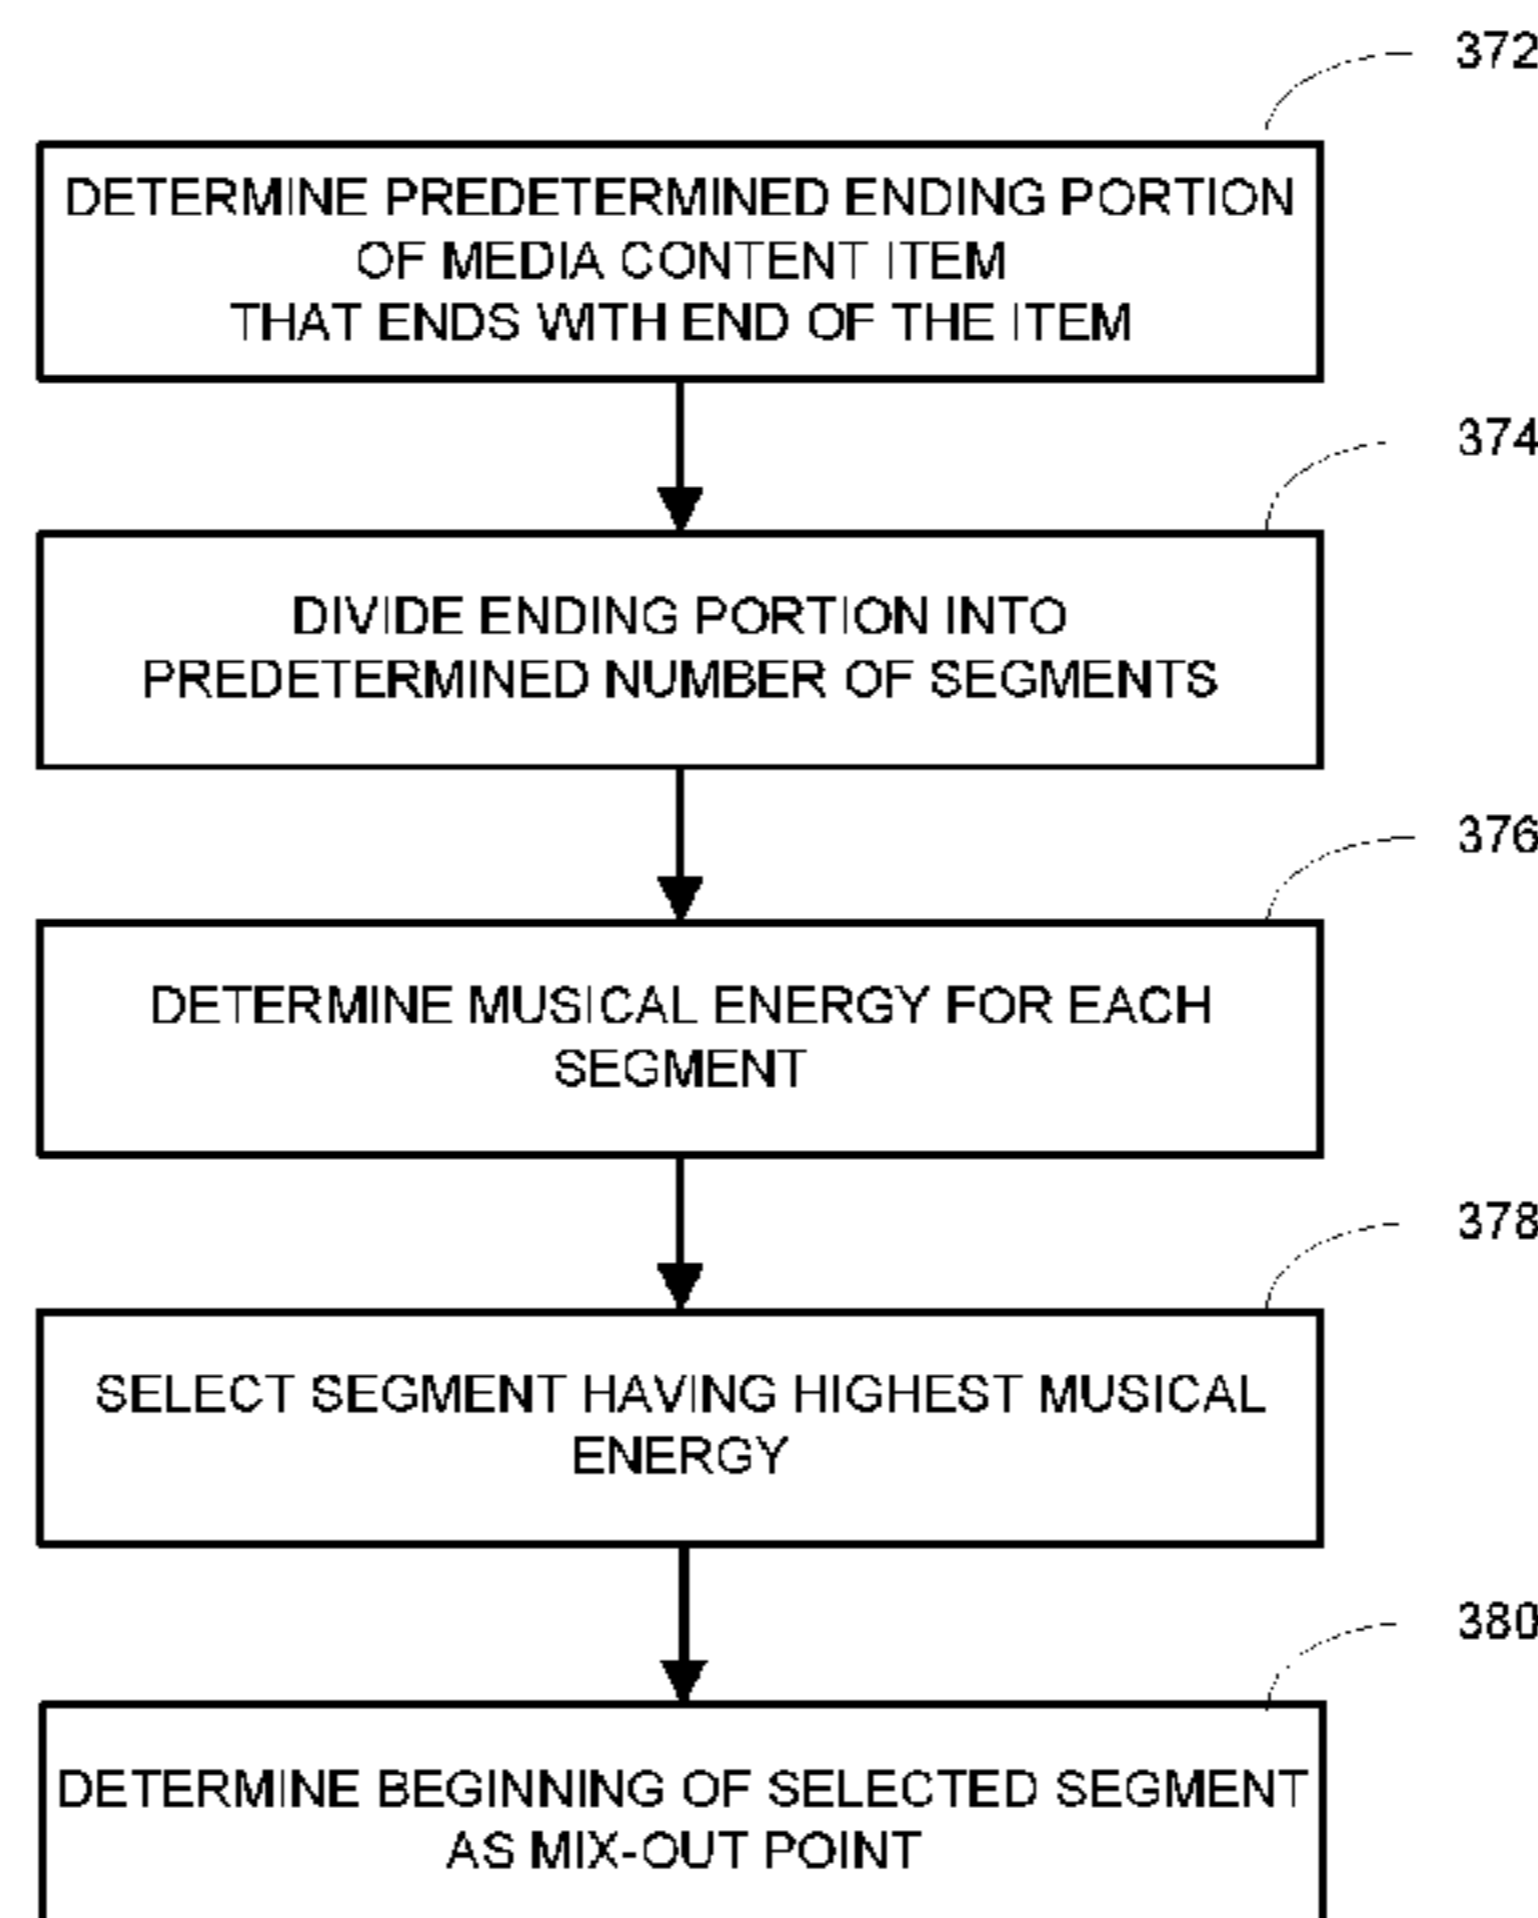 372
DETERMINE PREDETERMINED ENDING PORTION
OF MEDIA CONTENT ITEM
THAT ENDS WITH END OF THE ITEM
374
DIVIDE ENDING PORTION INTO
PREDETERMINED NUMBER OF SEGMENTS
376
DETERMINE MUSICAL ENERGY FOR EACH
SEGMENT
378
SELECT SEGMENT HAVING HIGHEST MUSICAL
ENERGY
380
DETERMINE BEGINNING OF SELECTED SEGMENT
AS MIX-OUT POINT